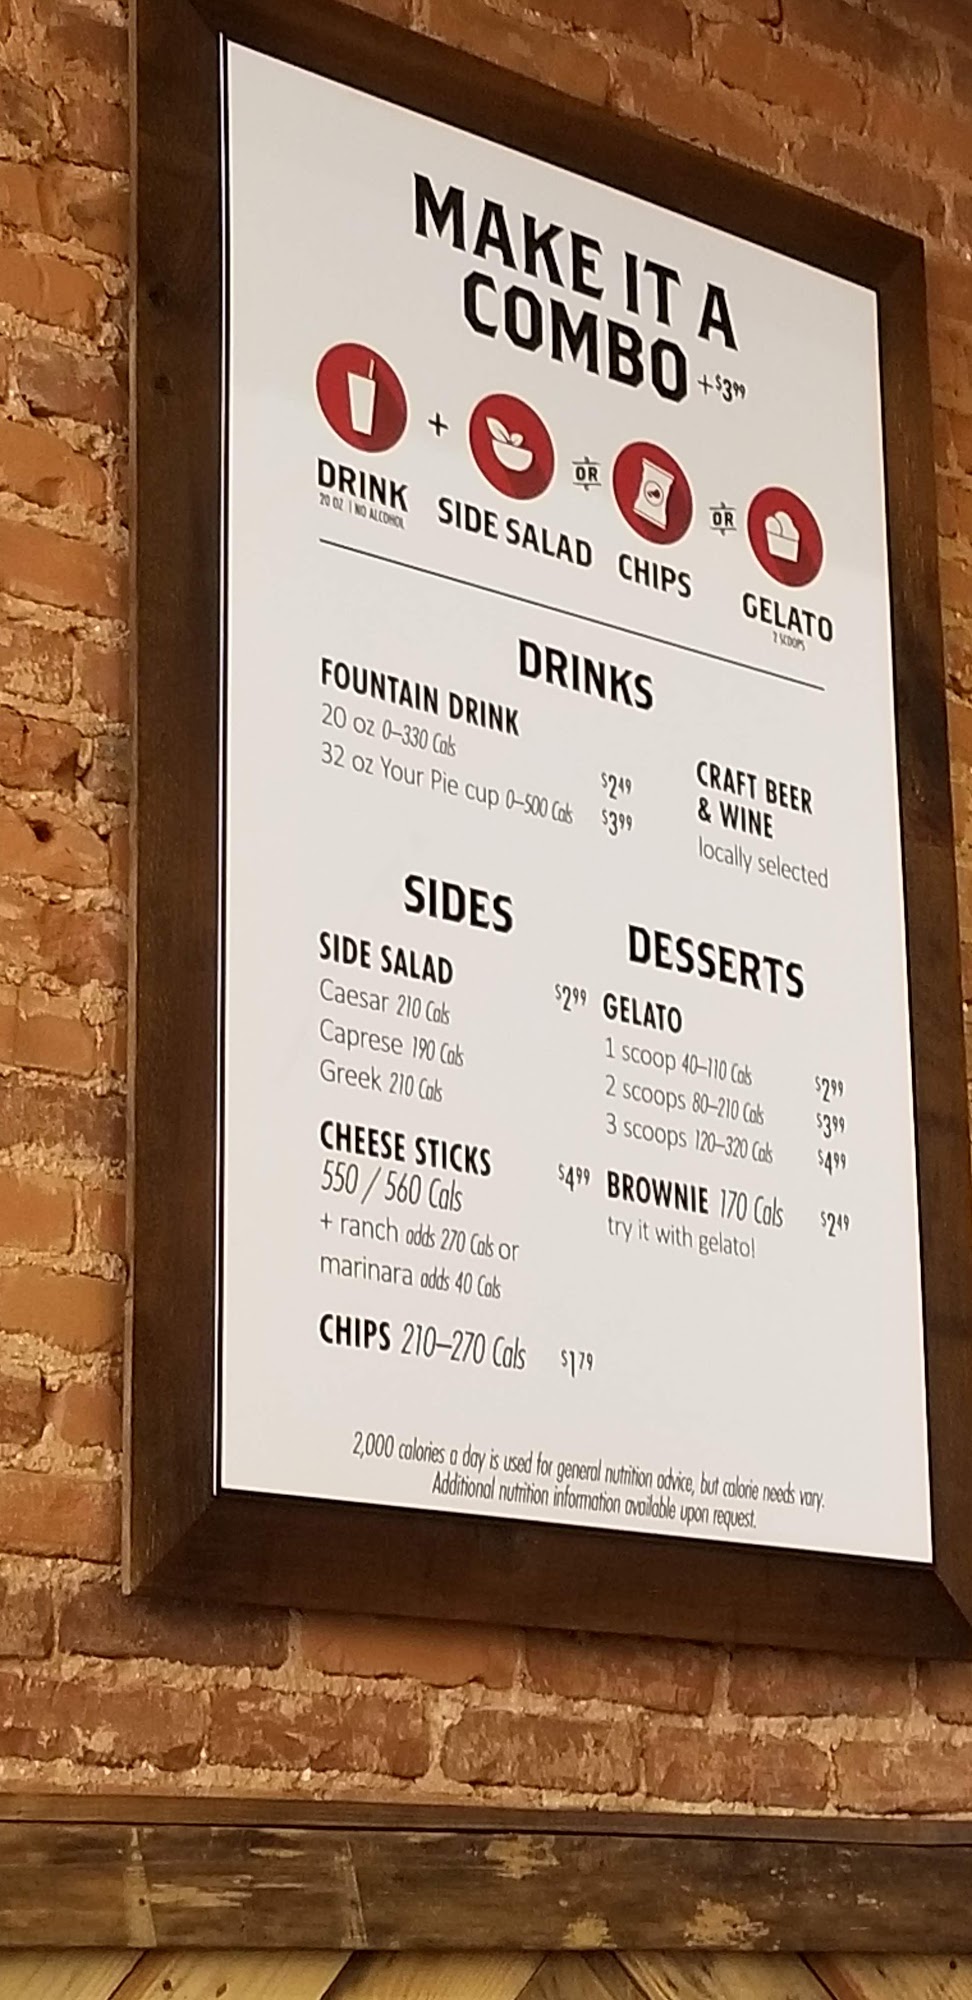 MAKE IT A
COMBO +$3.99
DRINK + SIDE SALAD OR CHIPS OR GELATO
20 OZ | NO ALCOHOL
2 SCOOPS
DRINKS
FOUNTAIN DRINK
20 oz 0–330 Cals $2.49
32 oz Your Pie cup 0–500 Cals $3.99
CRAFT BEER
& WINE
locally selected
SIDES
SIDE SALAD $2.99
Caesar 210 Cals
Caprese 190 Cals
Greek 210 Cals
CHEESE STICKS $4.99
550 / 560 Cals
+ ranch adds 270 Cals or
marinara adds 40 Cals
CHIPS 210–270 Cals $1.79
DESSERTS
GELATO
1 scoop 40–110 Cals $2.99
2 scoops 80–210 Cals $3.99
3 scoops 120–320 Cals $4.99
BROWNIE 170 Cals $2.49
try it with gelato!
2,000 calories a day is used for general nutrition advice, but calorie needs vary.
Additional nutrition information available upon request.